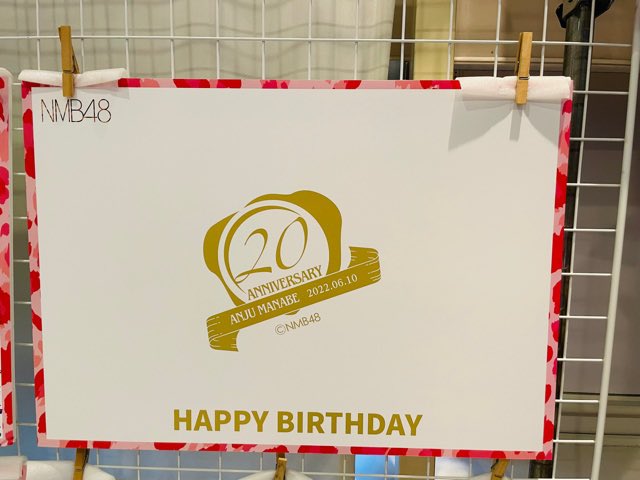 NMB48
20
ANNIVERSARY
ANJU MANABE 2022.06.10
©NMB48
HAPPY BIRTHDAY